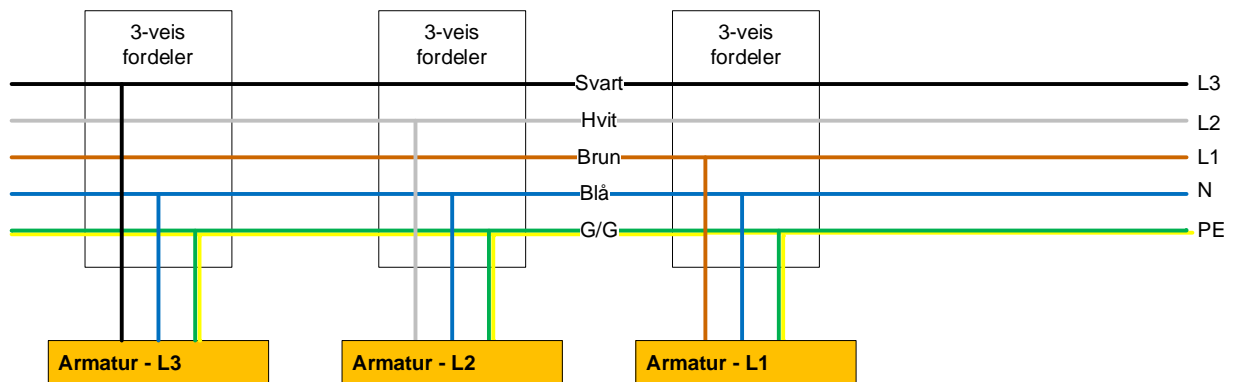 3-veis
fordeler
3-veis
fordeler
3-veis
fordeler
Svart
L3
Hvit
L2
Brun
L1
Blå
N
G/G
PE
Armatur - L3
Armatur - L2
Armatur - L1